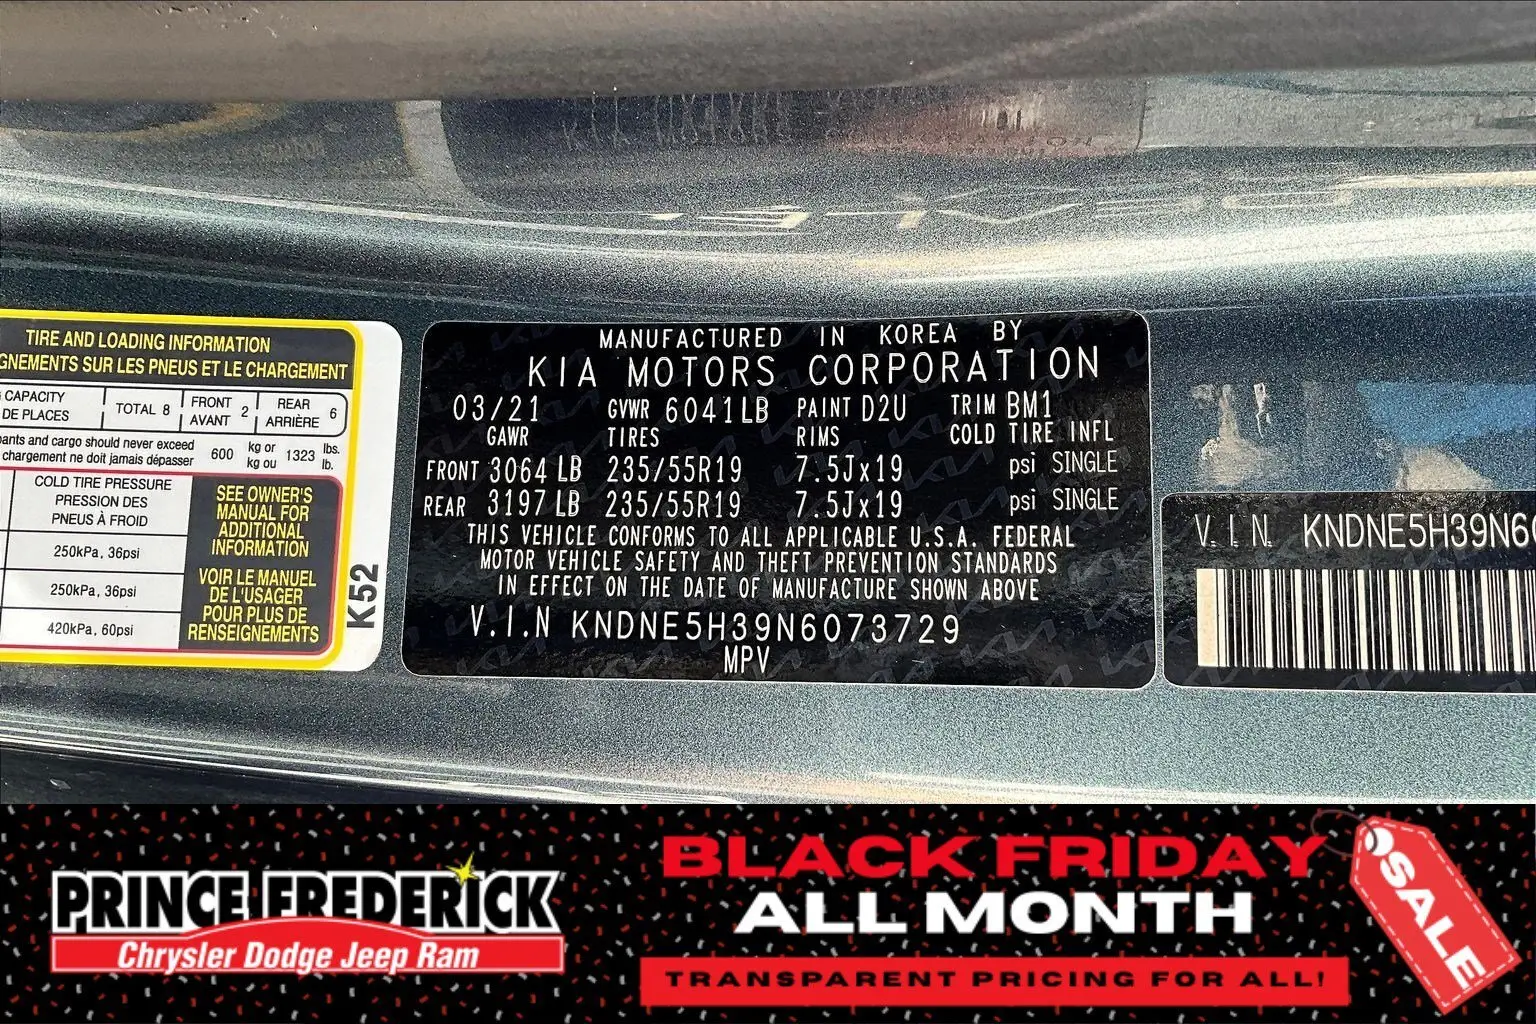 TIRE AND LOADING INFORMATION
GNEMENTS SUR LES PNEUS ET LE CHARGEMENT
CAPACITY
DE PLACES
TOTAL 8
FRONT
AVANT 2
REAR
ARRIÈRE 6
pants and cargo should never exceed
chargement ne doit jamais dépasser
600
kg or
kg ou
1323
lbs.
lb.
COLD TIRE PRESSURE
PRESSION DES
PNEUS À FROID
250kPa, 36psi
250kPa, 36psi
420kPa, 60psi
SEE OWNER'S
MANUAL FOR
ADDITIONAL
INFORMATION
VOIR LE MANUEL
DE L'USAGER
POUR PLUS DE
RENSEIGNEMENTS
K52
MANUFACTURED IN KOREA BY
KIA MOTORS CORPORATION
03/21 GVWR 6041LB PAINT D2U TRIM BM1
GAWR TIRES RIMS COLD TIRE INFL
FRONT 3064 LB 235/55R19 7.5Jx19 psi SINGLE
REAR 3197 LB 235/55R19 7.5Jx19 psi SINGLE
THIS VEHICLE CONFORMS TO ALL APPLICABLE U.S.A. FEDERAL
MOTOR VEHICLE SAFETY AND THEFT PREVENTION STANDARDS
IN EFFECT ON THE DATE OF MANUFACTURE SHOWN ABOVE
V.I.N KNDNE5H39N6073729
MPV
V.I.N KNDNE5H39N6
PRINCE FREDERICK
Chrysler Dodge Jeep Ram
BLACK FRIDAY
ALL MONTH
TRANSPARENT PRICING FOR ALL!
SALE